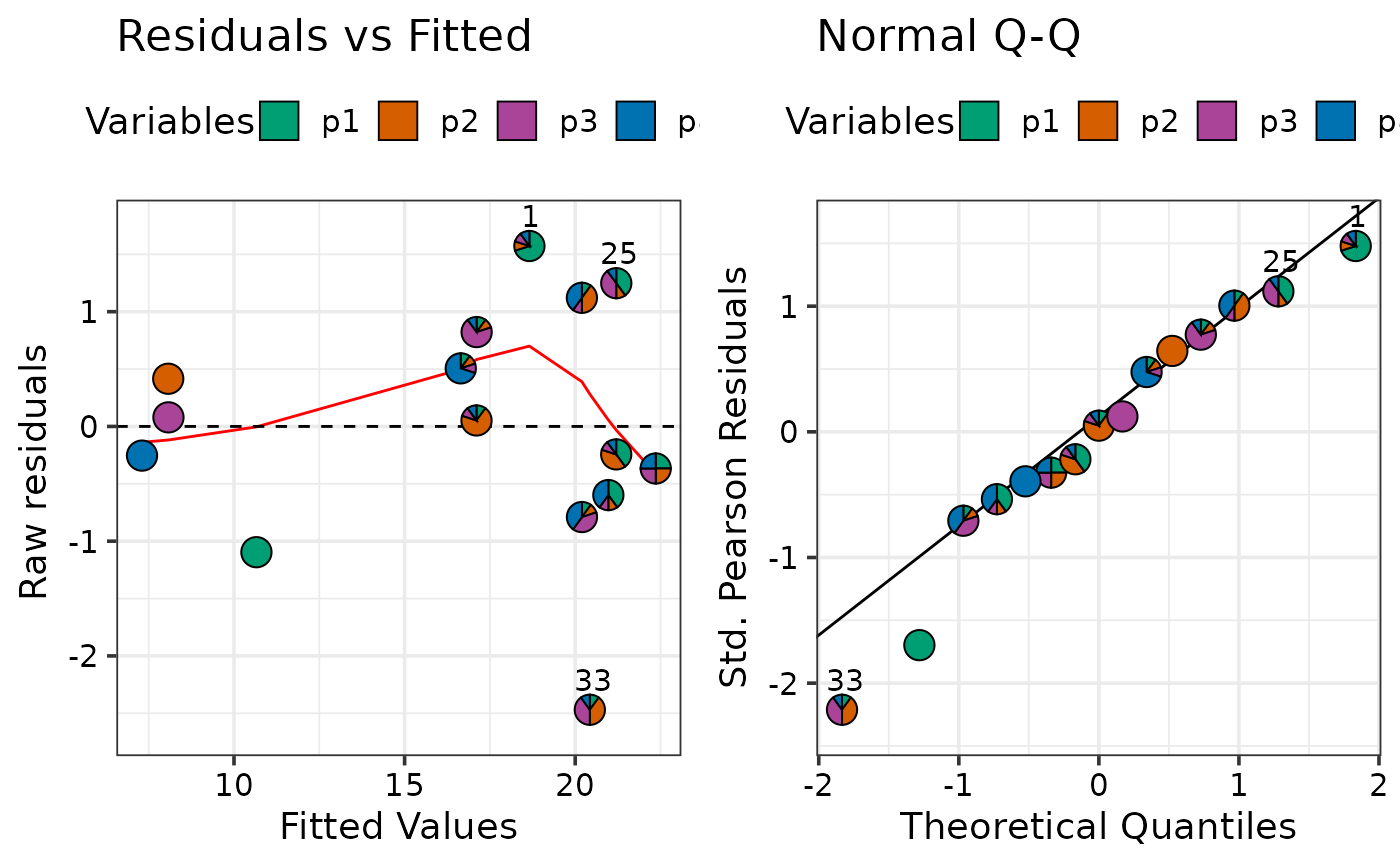 Residuals vs Fitted
Variables p1 p2 p3 p
1
25
33
1
0
-1
-2
10 15 20
Fitted Values
Raw residuals
Normal Q-Q
Variables p1 p2 p3 p
1
25
33
1
0
-1
-2
-2 -1 0 1 2
Theoretical Quantiles
Std. Pearson Residuals